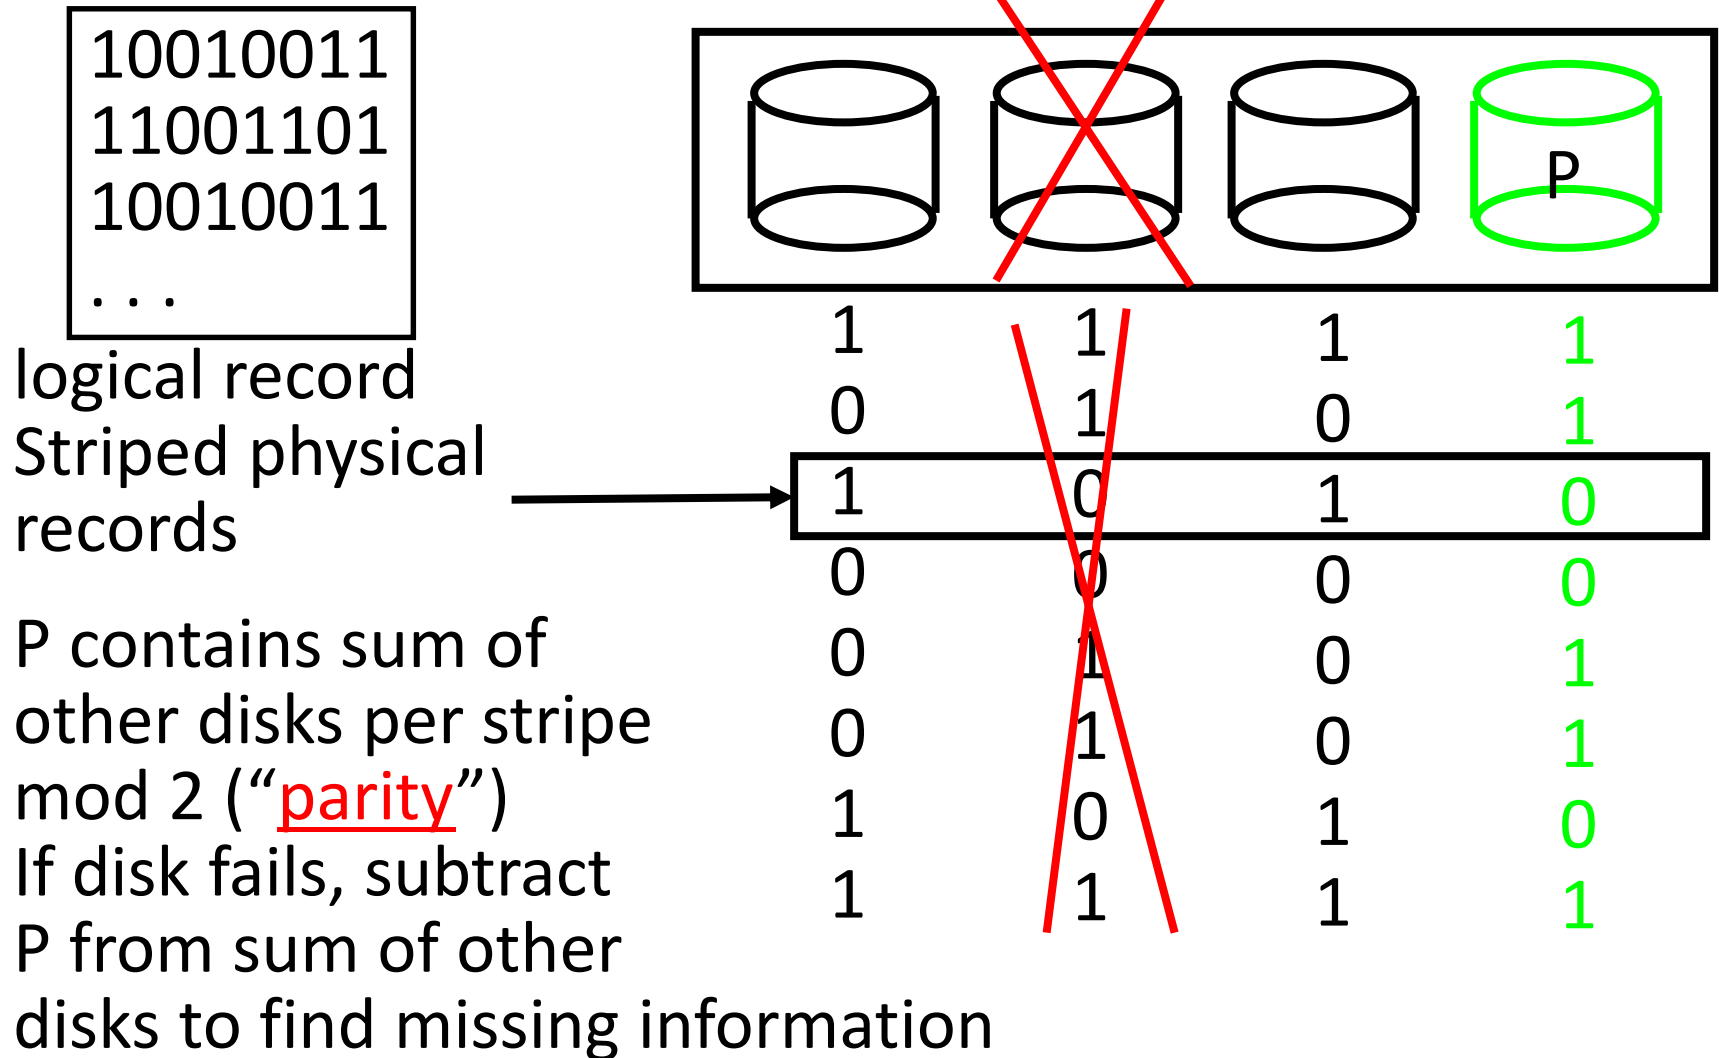 10010011
11001101
10010011
. . .
logical record
Striped physical
records
P contains sum of
other disks per stripe
mod 2 (“parity”)
If disk fails, subtract
P from sum of other
disks to find missing information
P
1 1 1 1
0 1 0 1
1 0 1 0
0 0 0 0
0 1 0 1
0 1 0 1
1 0 1 0
1 1 1 1